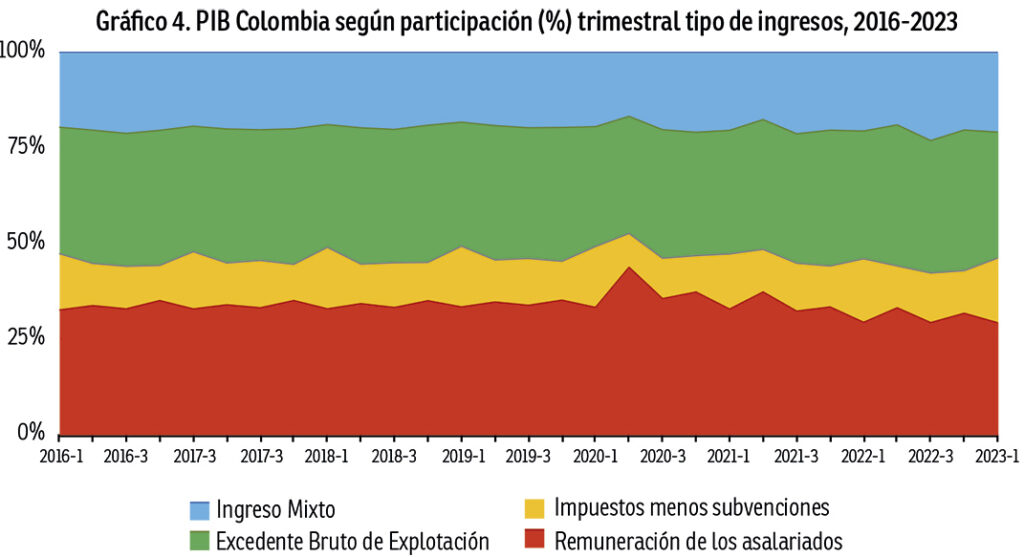 Gráfico 4. PIB Colombia según participación (%) trimestral tipo de ingresos, 2016-2023
100%
75%
50%
25%
0%
2016-1 2016-3 2017-3 2017-3 2018-1 2018-3 2019-1 2019-3 2020-1 2020-3 2021-1 2021-3 2022-1 2022-3 2023-1
Ingreso Mixto
Impuestos menos subvenciones
Excedente Bruto de Explotación
Remuneración de los asalariados